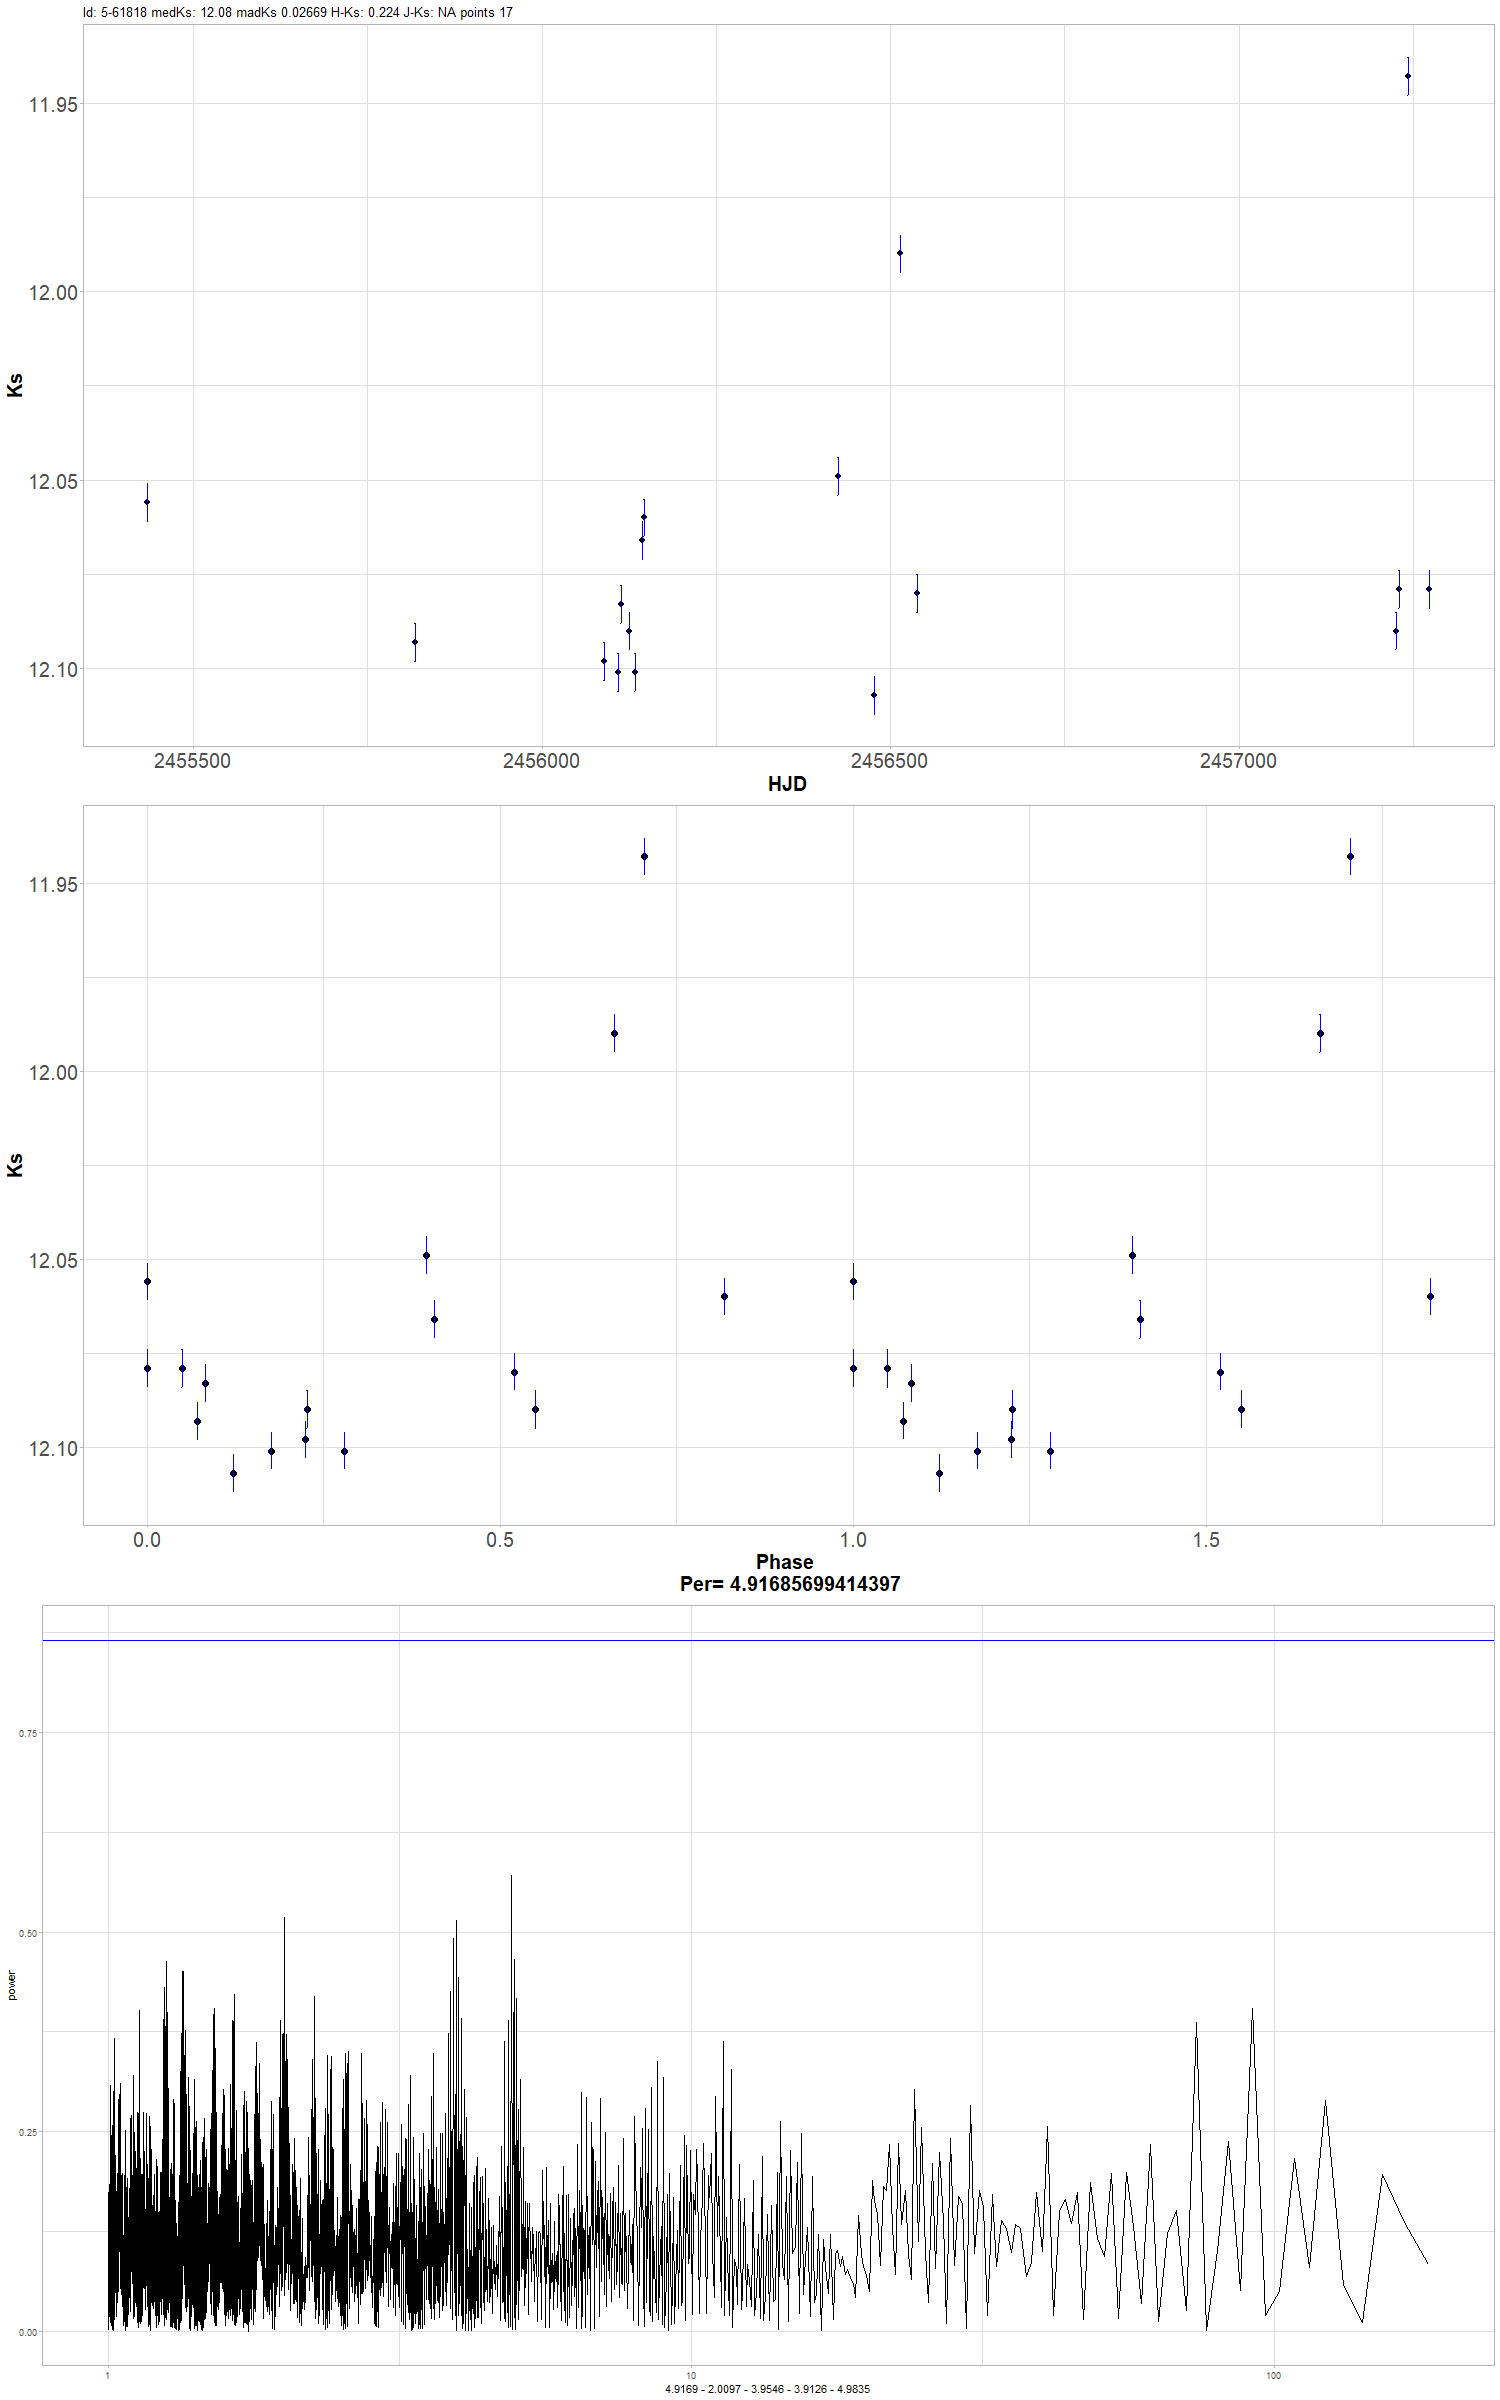 Id: 5-61818 medKs: 12.08 madKs 0.02669 H-Ks: 0.224 J-Ks: NA points 17
11.95
12.00
12.05
12.10
Ks
2455500 2456000 2456500 2457000
HJD
11.95
12.00
12.05
12.10
Ks
0.0 0.5 1.0 1.5
Phase
Per= 4.91685699414397
0.75
0.50
0.25
0.00
power
1 10 100
4.9169 - 2.0097 - 3.9546 - 3.9126 - 4.9835